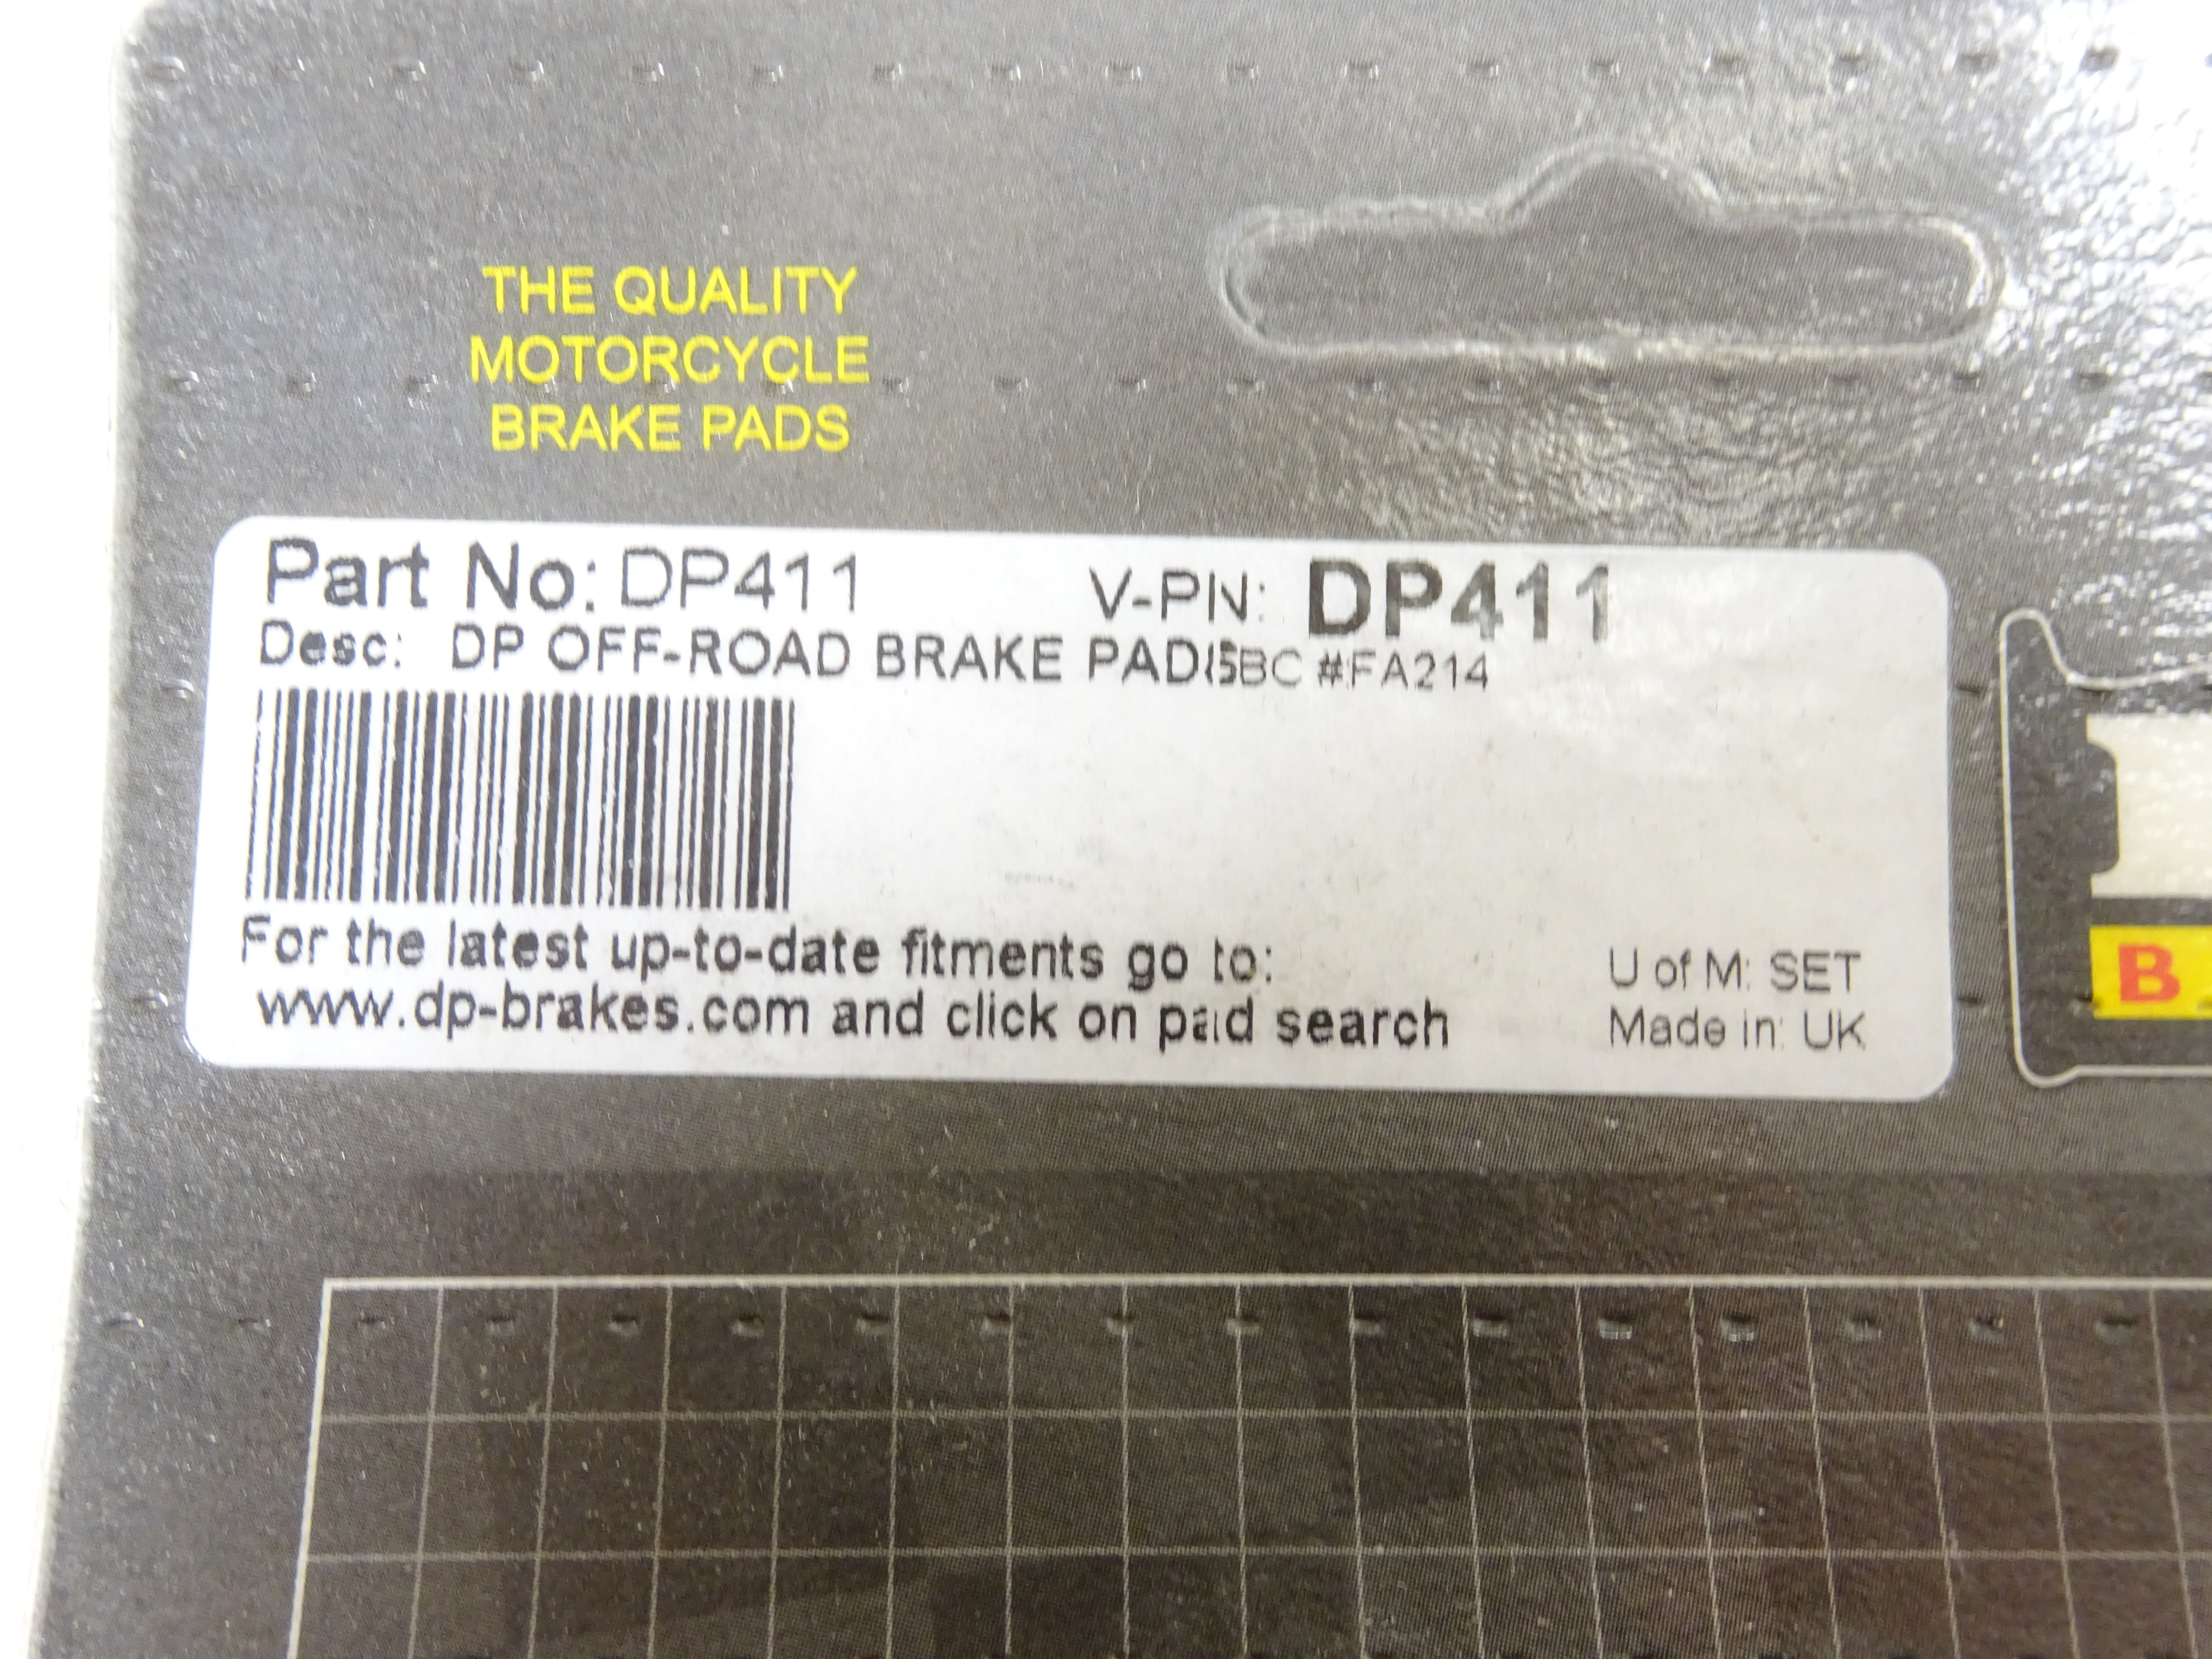 THE QUALITY
MOTORCYCLE
BRAKE PADS
Part No: DP411 V-PN: DP411
Desc: DP OFF-ROAD BRAKE PADS #FA214
For the latest up-to-date fitments go to:
www.dp-brakes.com and click on pad search
U of M: SET
Made in: UK
B